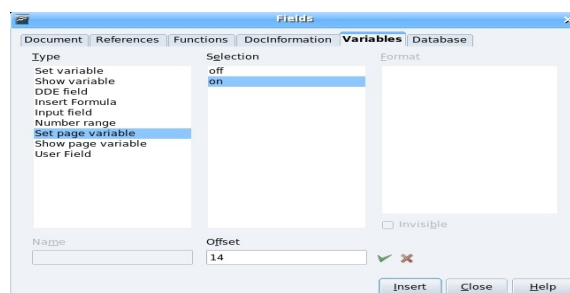 Fields
Document References Functions DocInformation Variables Database
Type Selection Format
Set variable
Show variable
DDE field
Insert Formula
Input field
Number range
Set page variable
Show page variable
User Field
off
on
Invisible
Name Offset
14
Insert Close Help